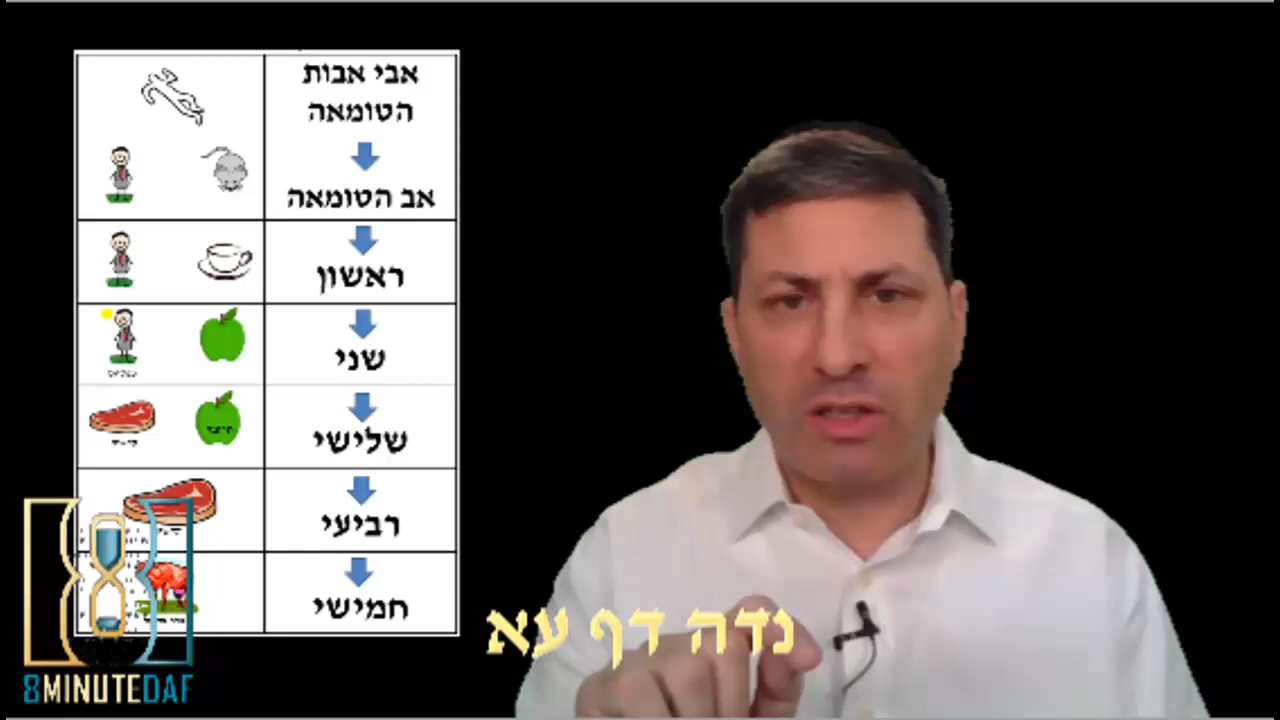 אבי אבות
הטומאה
אב הטומאה
ראשון
שני
שלישי
רביעי
חמישי
נדה דף עא
8MINUTEDAF